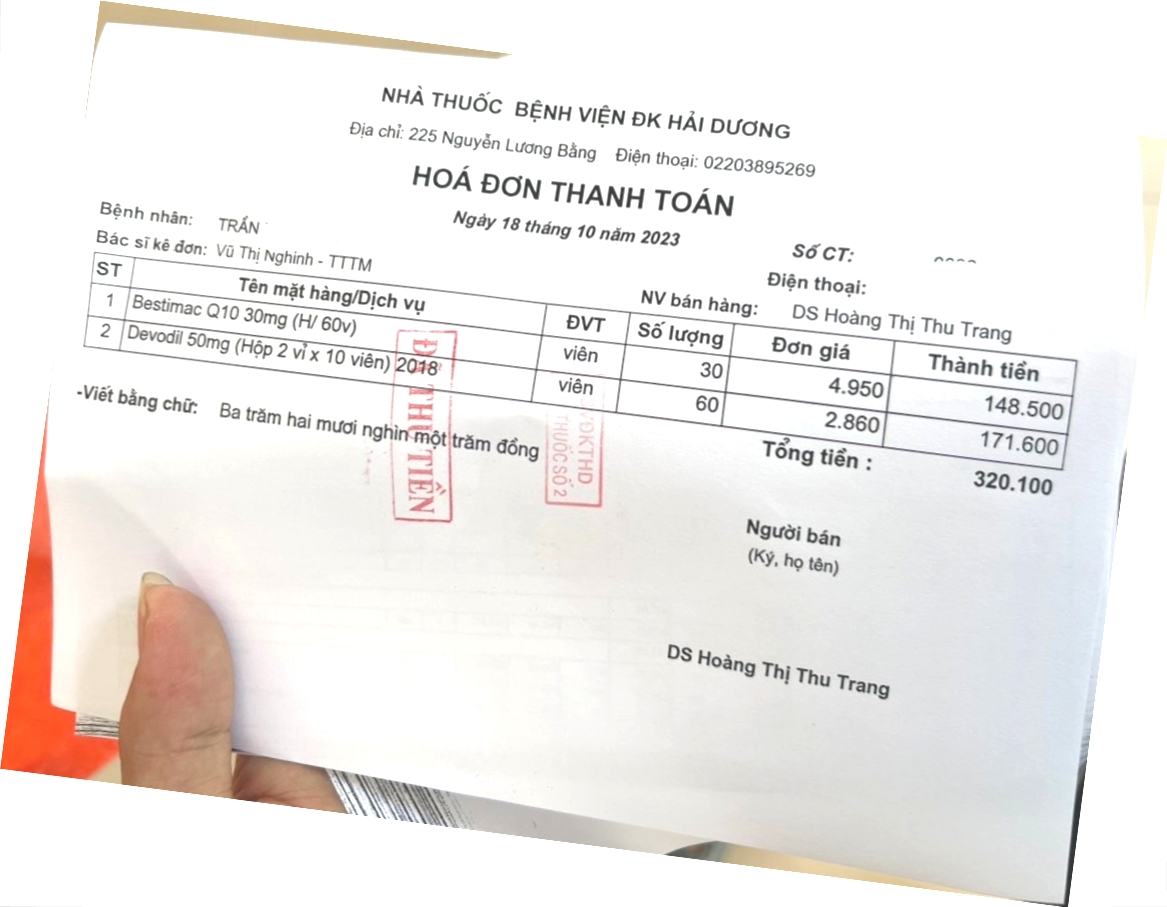 NHÀ THUỐC BỆNH VIỆN ĐK HẢI DƯƠNG
Địa chỉ: 225 Nguyễn Lương Bằng Điện thoại: 02203895269
HOÁ ĐƠN THANH TOÁN
Ngày 18 tháng 10 năm 2023
Số CT:
Bệnh nhân: TRẦN
Điện thoại:
Bác sĩ kê đơn: Vũ Thị Nghinh - TTTM
NV bán hàng: DS Hoàng Thị Thu Trang
ST Tên mặt hàng/Dịch vụ ĐVT Số lượng Đơn giá Thành tiền
1 Bestimac Q10 30mg (H/ 60v) viên 30 4.950 148.500
2 Devodil 50mg (Hộp 2 vỉ x 10 viên) 2018 viên 60 2.860 171.600
Tổng tiền : 320.100
-Viết bằng chữ: Ba trăm hai mươi nghìn một trăm đồng
ĐÃ THU TIỀN
VĐKTHD
THUỐC SỐ 2
Người bán
(Ký, họ tên)
DS Hoàng Thị Thu Trang